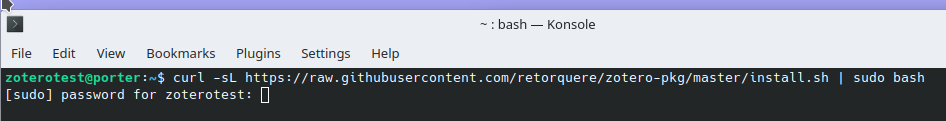 ~ : bash — Konsole
File Edit View Bookmarks Plugins Settings Help
zoterotest@porter:~$ curl -sL https://raw.githubusercontent.com/retorquere/zotero-pkg/master/install.sh | sudo bash
[sudo] password for zoterotest: